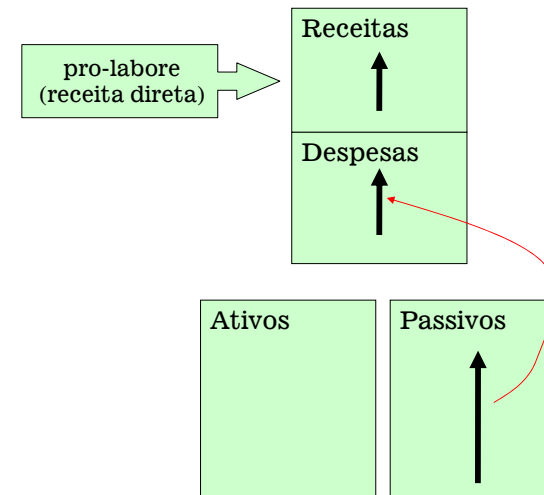 Receitas
pro-labore
(receita direta)
Despesas
Ativos
Passivos